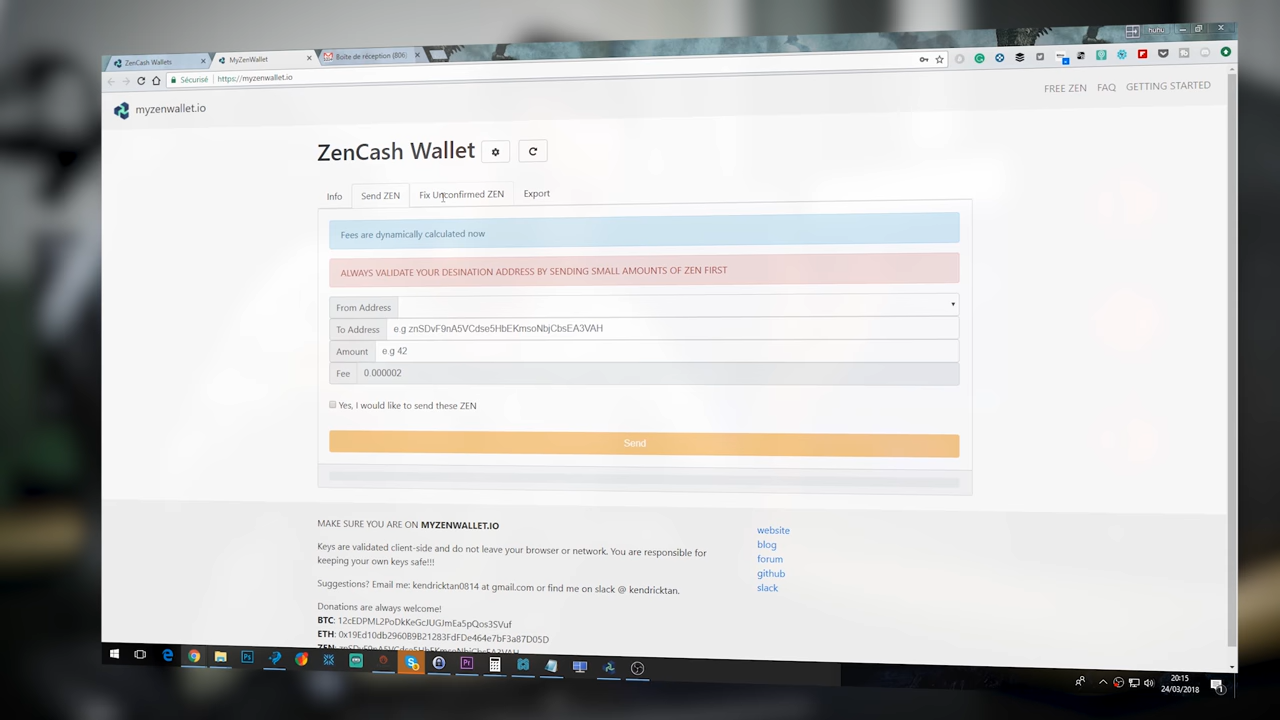 ZenCash Wallets
MyZenWallet
Boîte de réception (806)
hunu
Sécurisé
https://myzenwallet.io
myzenwallet.io
FREE ZEN
FAQ
GETTING STARTED
ZenCash Wallet
Info
Send ZEN
Fix Unconfirmed ZEN
Export
Fees are dynamically calculated now
ALWAYS VALIDATE YOUR DESINATION ADDRESS BY SENDING SMALL AMOUNTS OF ZEN FIRST
From Address
To Address
e.g znSDvF9nA5VCdse5HbEKmsoNbjCbsEA3VAH
Amount
e.g 42
Fee
0.000002
Yes, I would like to send these ZEN
Send
MAKE SURE YOU ARE ON MYZENWALLET.IO
Keys are validated client-side and do not leave your browser or network. You are responsible for
keeping your own keys safe!!!
Suggestions? Email me: kendricktan0814 at gmail.com or find me on slack @ kendricktan.
Donations are always welcome!
BTC: 12cEDPML2PoDkKeGcJUGJmEa5pQos3SVuf
ETH: 0x19Ed10db2960B9B21283FdFDe464e7bF3a87D05D
website
blog
forum
github
slack
20:15
24/03/2018